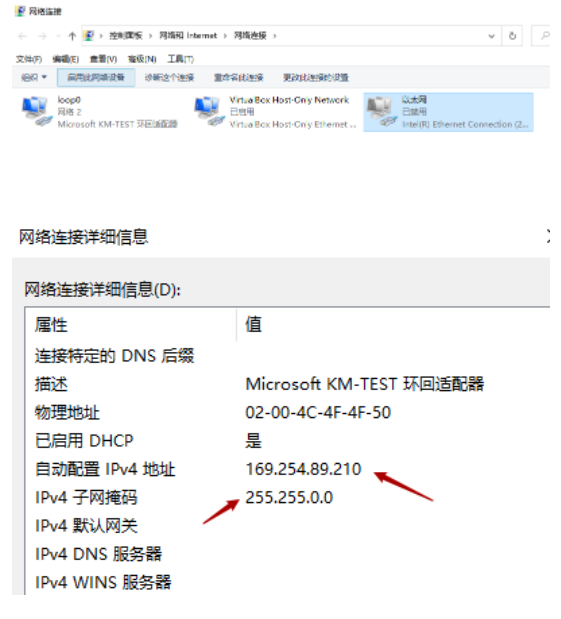 网络连接
控制面板 › 网络和 Internet › 网络连接 ›
文件(F) 编辑(E) 查看(V) 高级(N) 工具(T)
组织 启用此网络设备 诊断这个连接 重命名此连接 更改此连接的设置
loop0
网络 2
Microsoft KM-TEST 环回适配器
VirtualBox Host-Only Network
已启用
VirtualBox Host-Only Ethernet ...
以太网
已禁用
Intel(R) Ethernet Connection (2...
网络连接详细信息
网络连接详细信息(D):
属性 值
连接特定的 DNS 后缀
描述 Microsoft KM-TEST 环回适配器
物理地址 02-00-4C-4F-4F-50
已启用 DHCP 是
自动配置 IPv4 地址 169.254.89.210
IPv4 子网掩码 255.255.0.0
IPv4 默认网关
IPv4 DNS 服务器
IPv4 WINS 服务器